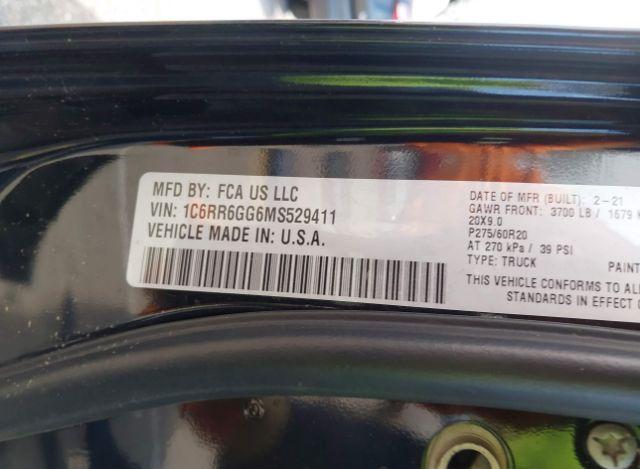 MFD BY: FCA US LLC
VIN: 1C6RR6GG6MS529411
VEHICLE MADE IN: U.S.A.
DATE OF MFR (BUILT): 2-21
GAWR FRONT: 3700 LB / 1679
20X9.0
P275/60R20
AT 270 kPa / 39 PSI
TYPE: TRUCK PAINT
THIS VEHICLE CONFORMS TO
STANDARDS IN EFFECT